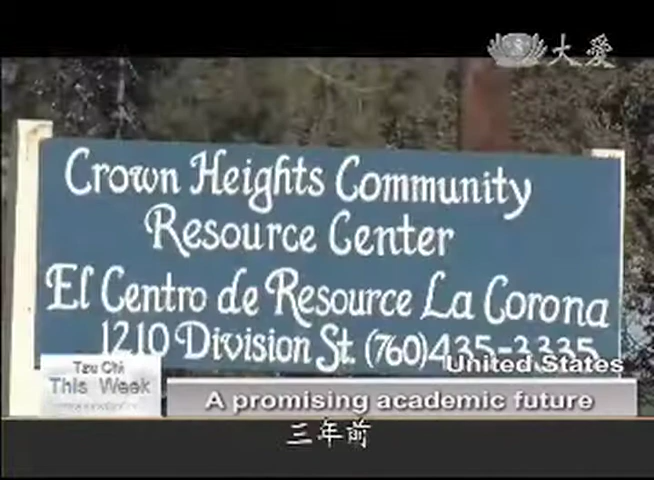 大愛
Crown Heights Community
Resource Center
El Centro de Resource La Corona
1210 Division St. (760)435-3335
United States
Tzu Chi
This Week
A promising academic future
三年前